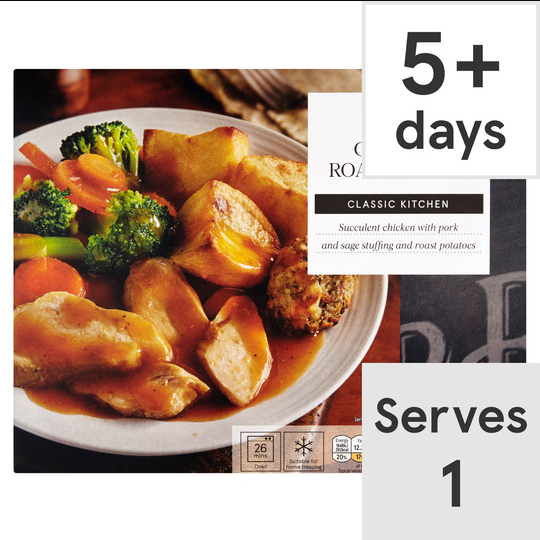 5+
days
CLASSIC KITCHEN
Succulent chicken with pork
and sage stuffing and roast potatoes
26
mins
Oven
Suitable for
home freezing
Energy
20%
Serves
1